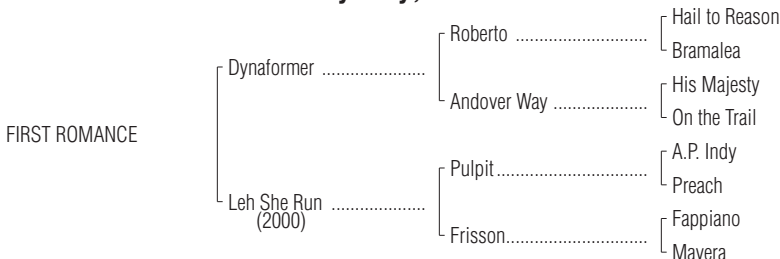 Hail to Reason
Roberto ............................
Bramalea
Dynaformer ......................
His Majesty
Andover Way ....................
On the Trail
FIRST ROMANCE
A.P. Indy
Pulpit................................
Preach
Leh She Run ....................
(2000)
Fappiano
Frisson..............................
Mavera